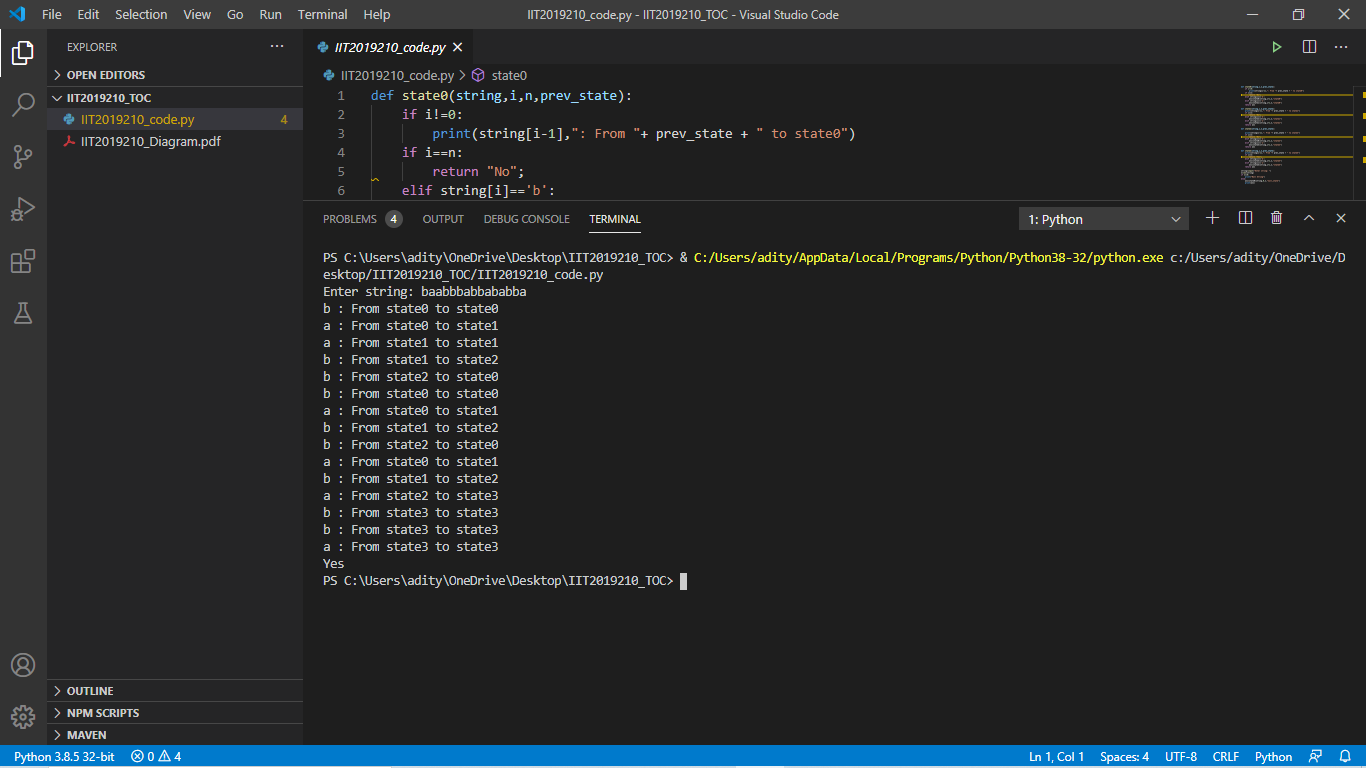 File Edit Selection View Go Run Terminal Help IIT2019210_code.py - IIT2019210_TOC - Visual Studio Code
EXPLORER
OPEN EDITORS
IIT2019210_TOC
IIT2019210_code.py 4
IIT2019210_Diagram.pdf
OUTLINE
NPM SCRIPTS
MAVEN
IIT2019210_code.py
IIT2019210_code.py > state0
1 def state0(string,i,n,prev_state):
2 if i!=0:
3 print(string[i-1],": From "+ prev_state + " to state0")
4 if i==n:
5 return "No";
6 elif string[i]=='b':
PROBLEMS 4 OUTPUT DEBUG CONSOLE TERMINAL 1: Python
PS C:\Users\adity\OneDrive\Desktop\IIT2019210_TOC> & C:/Users/adity/AppData/Local/Programs/Python/Python38-32/python.exe c:/Users/adity/OneDrive/D
esktop/IIT2019210_TOC/IIT2019210_code.py
Enter string: baabbbabbababba
b : From state0 to state0
a : From state0 to state1
a : From state1 to state1
b : From state1 to state2
b : From state2 to state0
b : From state0 to state0
a : From state0 to state1
b : From state1 to state2
b : From state2 to state0
a : From state0 to state1
b : From state1 to state2
a : From state2 to state3
b : From state3 to state3
b : From state3 to state3
a : From state3 to state3
Yes
PS C:\Users\adity\OneDrive\Desktop\IIT2019210_TOC>
Python 3.8.5 32-bit 0 4 Ln 1, Col 1 Spaces: 4 UTF-8 CRLF Python